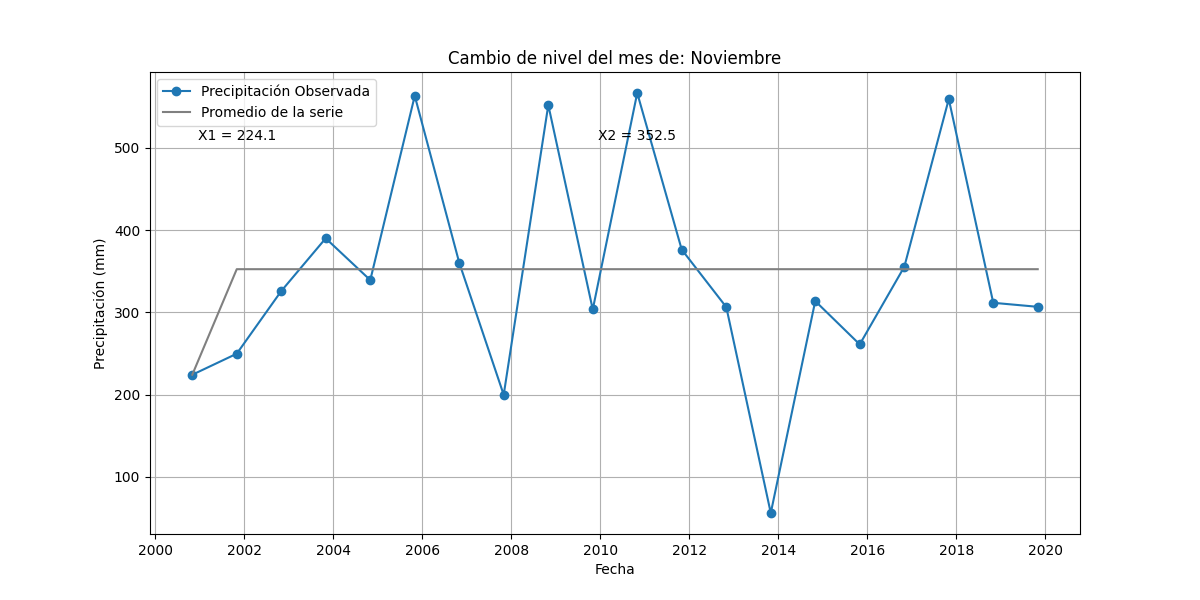 Cambio de nivel del mes de: Noviembre
Precipitación Observada
Promedio de la serie
X1 = 224.1
X2 = 352.5
Precipitación (mm)
500
400
300
200
100
2000 2002 2004 2006 2008 2010 2012 2014 2016 2018 2020
Fecha